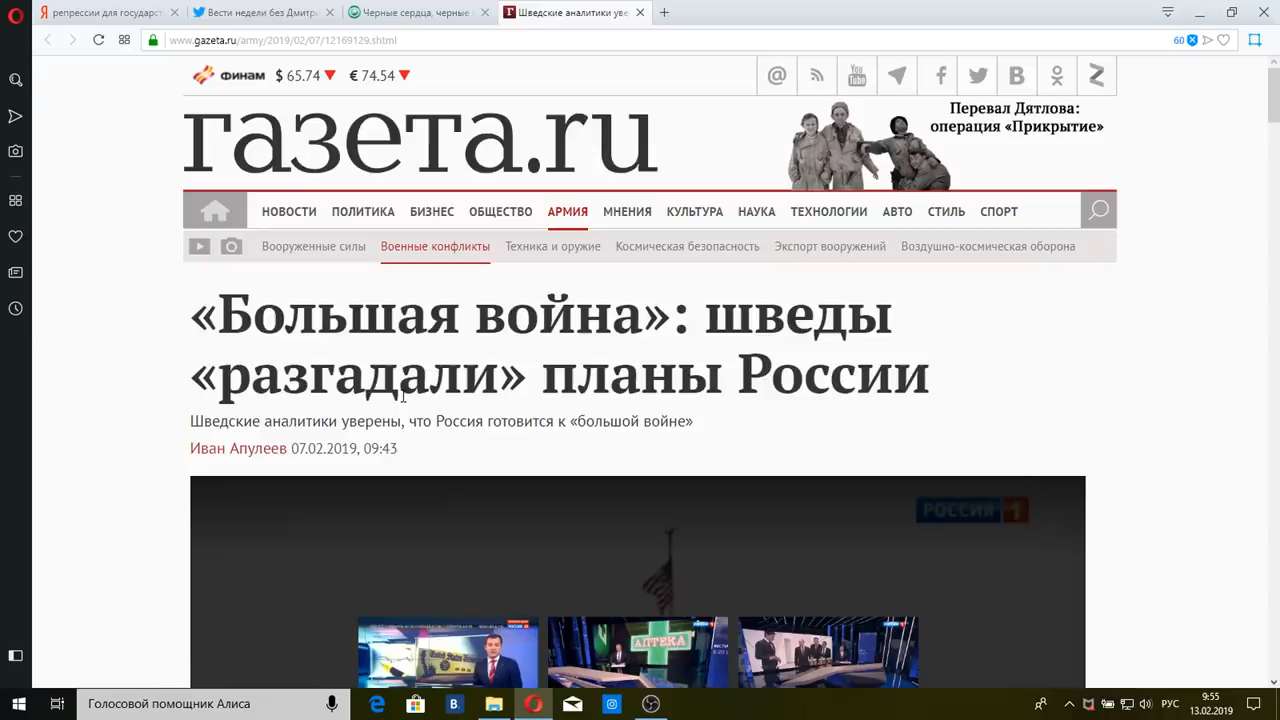 репрессии для государст
Вести недели без Дмитр
Черные сердца, черные
Шведские аналитики уве
www.gazeta.ru/army/2019/02/07/12169129.shtml
60
ФИНАМ $ 65.74 € 74.54
You Tube
газета.ru
Перевал Дятлова:
операция «Прикрытие»
НОВОСТИ ПОЛИТИКА БИЗНЕС ОБЩЕСТВО АРМИЯ МНЕНИЯ КУЛЬТУРА НАУКА ТЕХНОЛОГИИ АВТО СТИЛЬ СПОРТ
Вооруженные силы Военные конфликты Техника и оружие Космическая безопасность Экспорт вооружений Воздушно-космическая оборона
«Большая война»: шведы
«разгадали» планы России
Шведские аналитики уверены, что Россия готовится к «большой войне»
Иван Апулеев 07.02.2019, 09:43
РОССИЯ 1
АПТЕКА
Голосовой помощник Алиса
РУС
9:55
13.02.2019